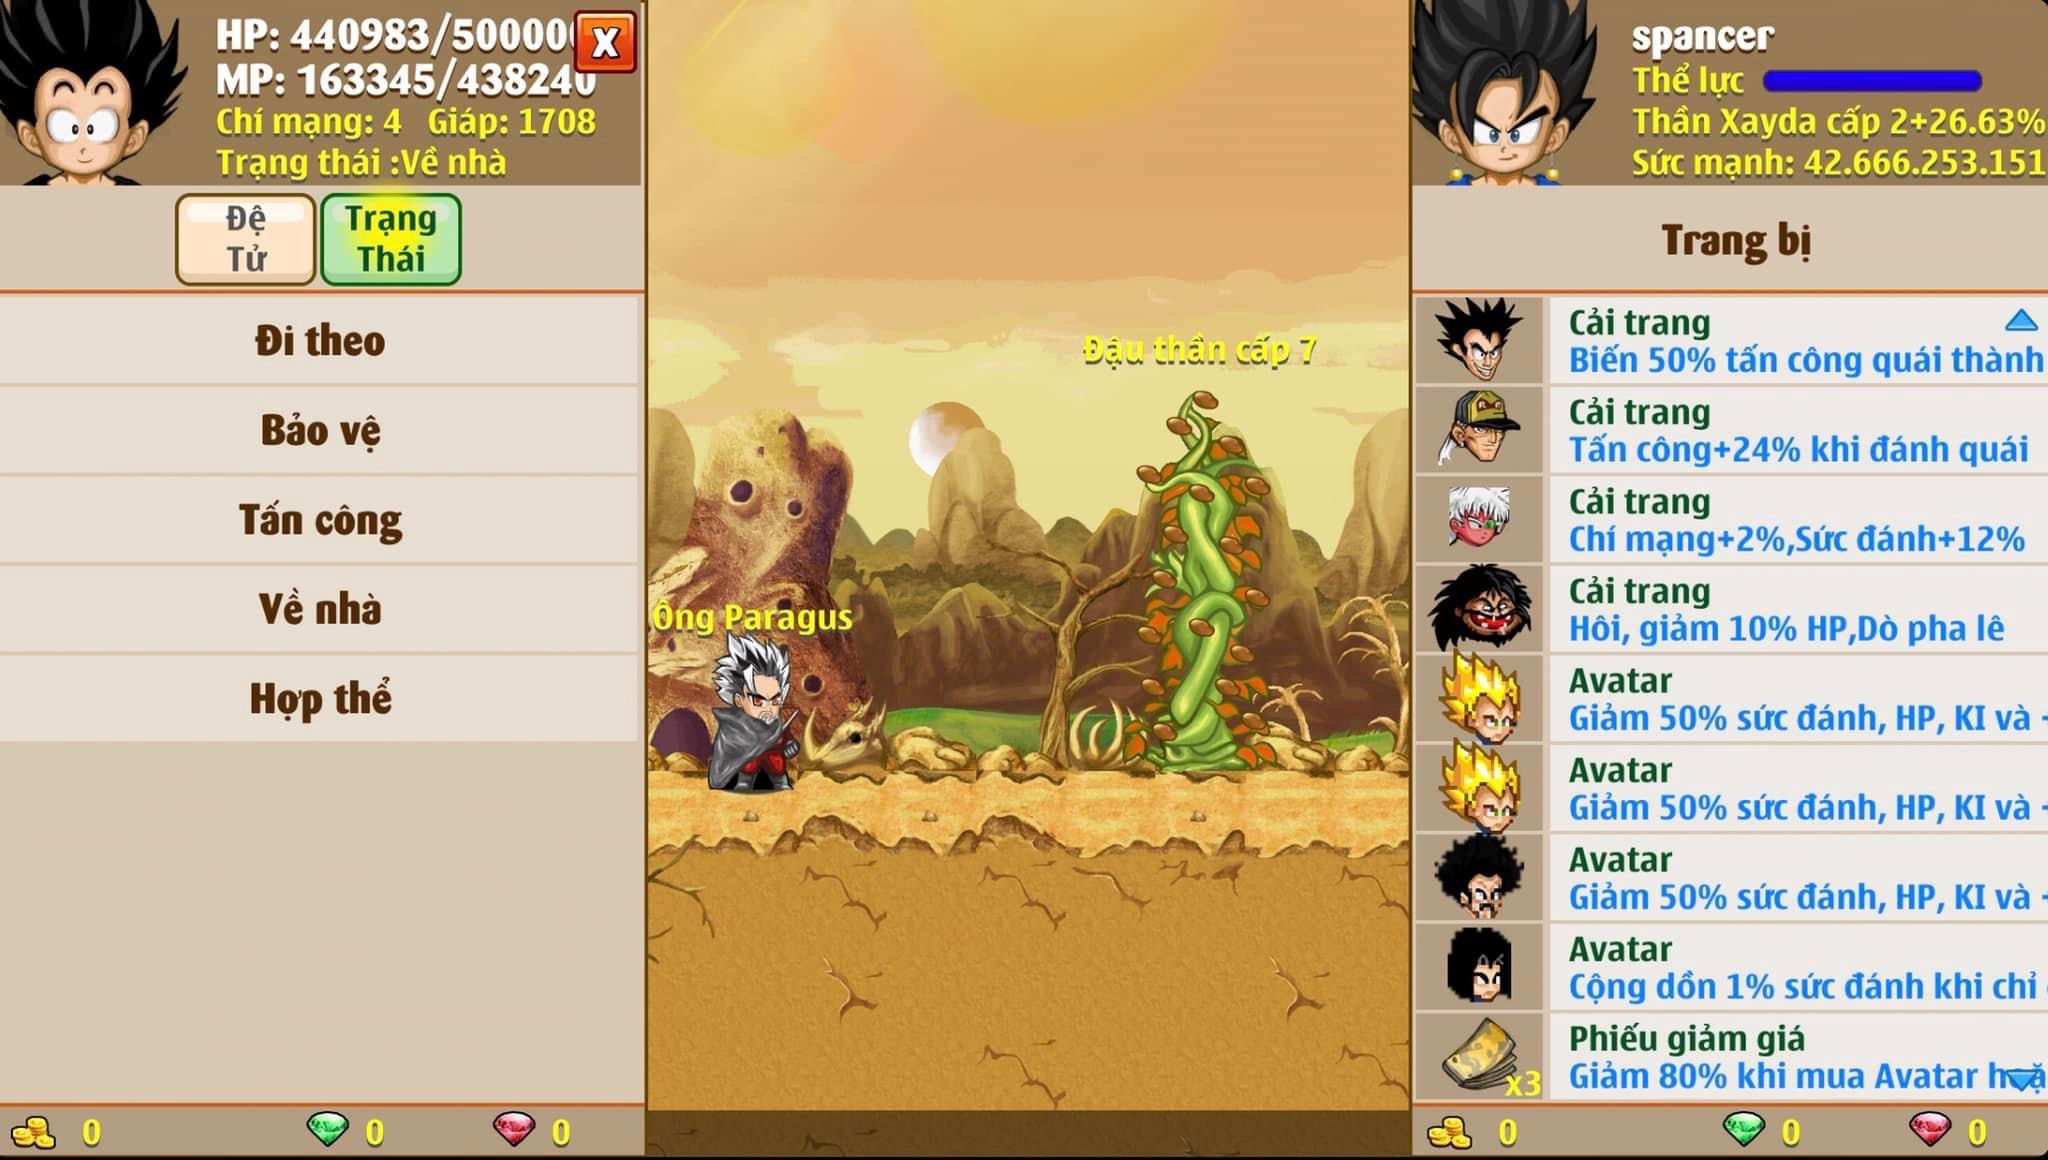 HP: 440983/50000
MP: 163345/438240
Chí mạng: 4 Giáp: 1708
Trạng thái :Về nhà
X
Đệ
Tử
Trạng
Thái
Đi theo
Bảo vệ
Tấn công
Về nhà
Hợp thể
0
0
0
Đậu thần cấp 7
Ông Paragus
spancer
Thể lực
Thần Xayda cấp 2+26.63%
Sức mạnh: 42.666.253.151
Trang bị
Cải trang
Biến 50% tấn công quái thành
Cải trang
Tấn công+24% khi đánh quái
Cải trang
Chí mạng+2%,Sức đánh+12%
Cải trang
Hôi, giảm 10% HP,Dò pha lê
Avatar
Giảm 50% sức đánh, HP, KI và
Avatar
Giảm 50% sức đánh, HP, KI và
Avatar
Giảm 50% sức đánh, HP, KI và
Avatar
Cộng dồn 1% sức đánh khi chỉ
Phiếu giảm giá
x3
Giảm 80% khi mua Avatar
0
0
0